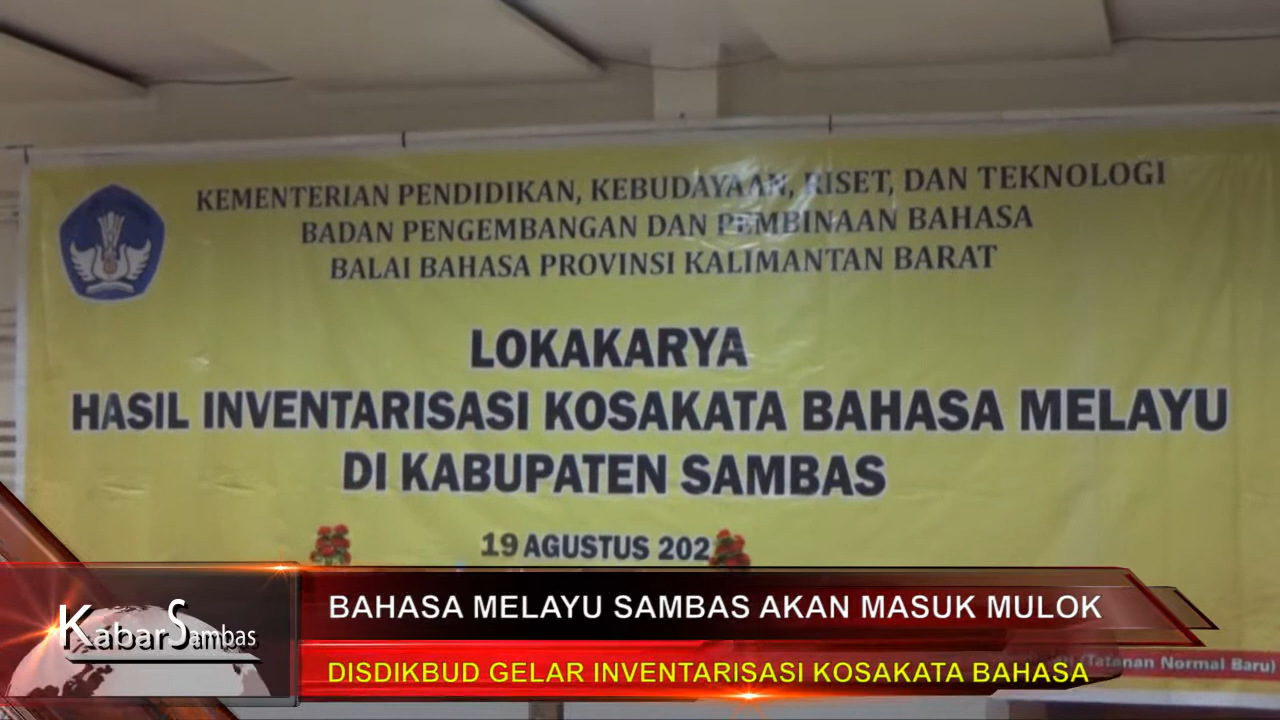 KEMENTERIAN PENDIDIKAN, KEBUDAYAAN, RISET, DAN TEKNOLOGI
BADAN PENGEMBANGAN DAN PEMBINAAN BAHASA
BALAI BAHASA PROVINSI KALIMANTAN BARAT
LOKAKARYA
HASIL INVENTARISASI KOSAKATA BAHASA MELAYU
DI KABUPATEN SAMBAS
19 AGUSTUS 202
KabarSambas
BAHASA MELAYU SAMBAS AKAN MASUK MULOK
DISDIKBUD GELAR INVENTARISASI KOSAKATA BAHASA
(Tatanan Normal Baru)